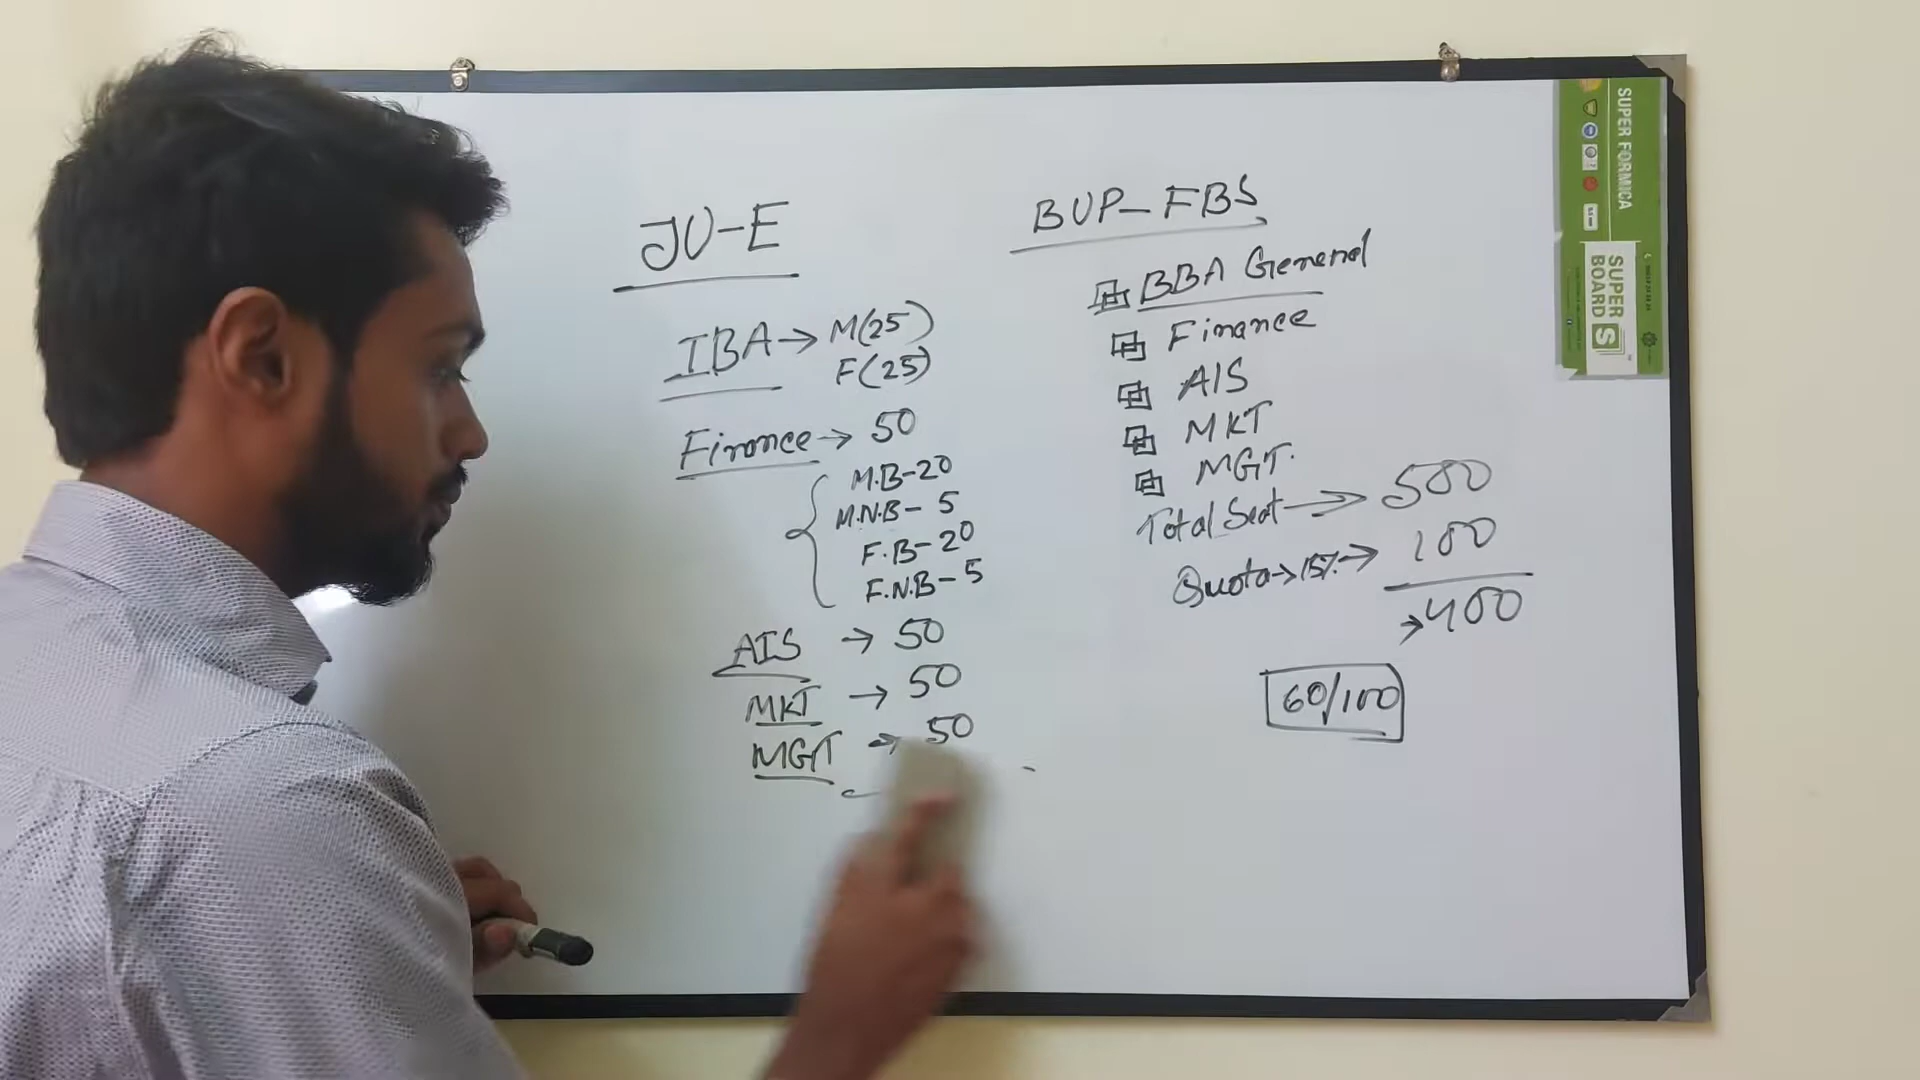 JU-E
IBA → M(25)
F(25)
Finance → 50
M.B-20
M.N.B-5
F.B-20
F.N.B-5
AIS → 50
MKT → 50
MGT → 50
BUP-FBS
BBA General
Finance
AIS
MKT
MGT.
Total Seat → 500
Quota → 15% → 100
→ 400
60/100
SUPER FORMICA
SUPER
BOARD
S